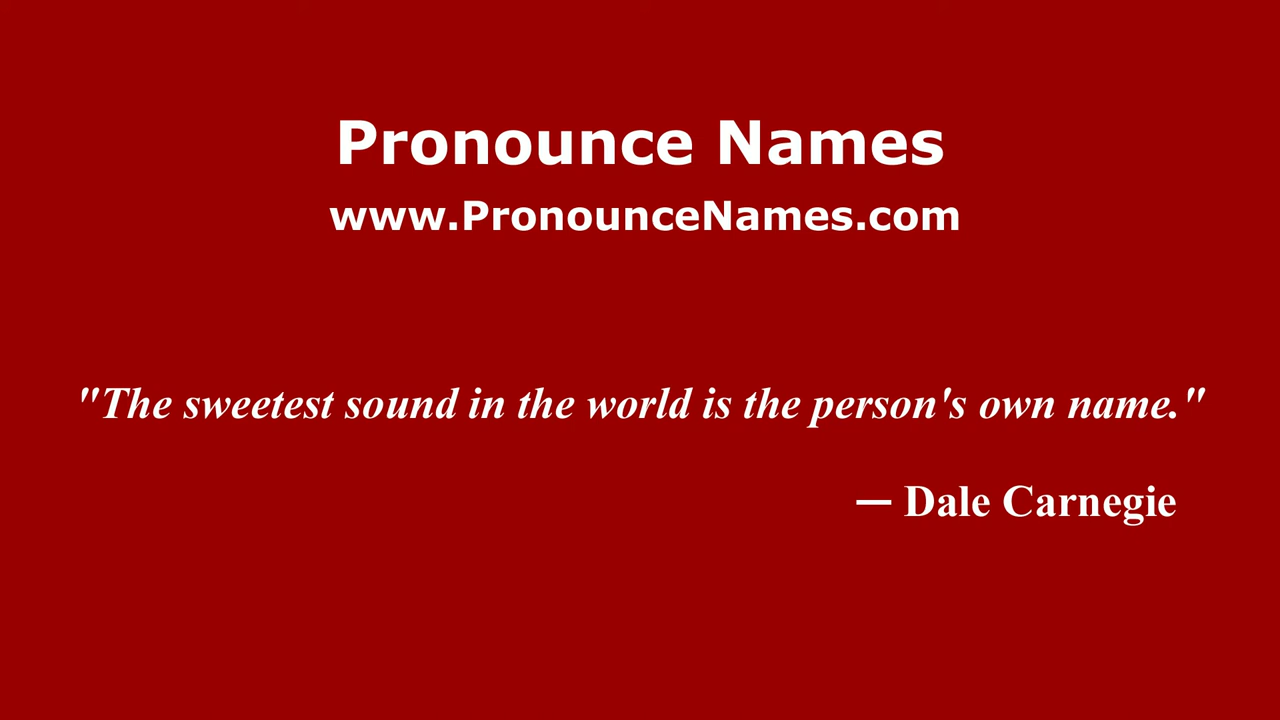 Pronounce Names
www.PronounceNames.com
"The sweetest sound in the world is the person's own name."
— Dale Carnegie